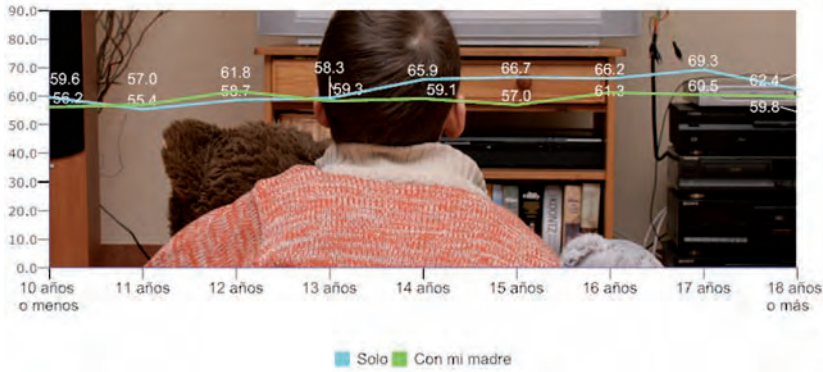 90.0
80.0
70.0
60.0
50.0
40.0
30.0
20.0
10.0
0.0
59.6
56.2
57.0
55.4
61.8
58.7
58.3
59.3
65.9
59.1
66.7
57.0
66.2
61.3
69.3
60.5
62.4
59.8
10 años
o menos
11 años
12 años
13 años
14 años
15 años
16 años
17 años
18 años
o más
Solo Con mi madre